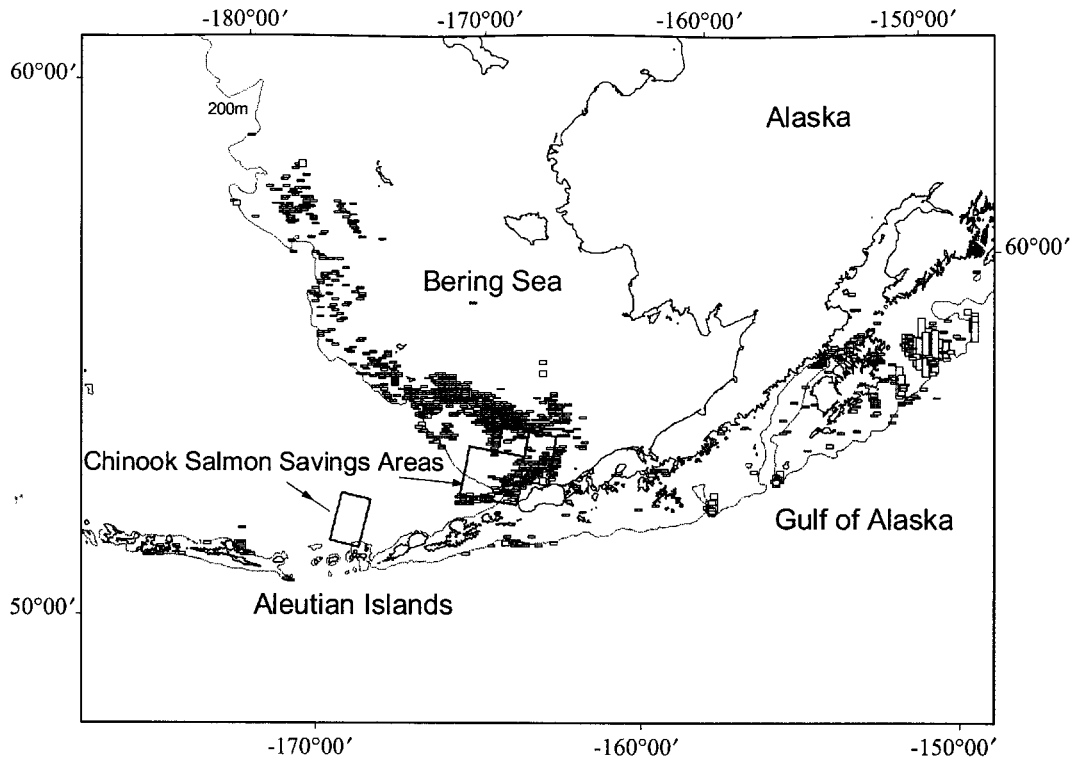 -180°00′ -170°00′ -160°00′ -150°00′
60°00′
200m
Alaska
60°00′
Bering Sea
Chinook Salmon Savings Areas
Gulf of Alaska
Aleutian Islands
50°00′
-170°00′ -160°00′ -150°00′